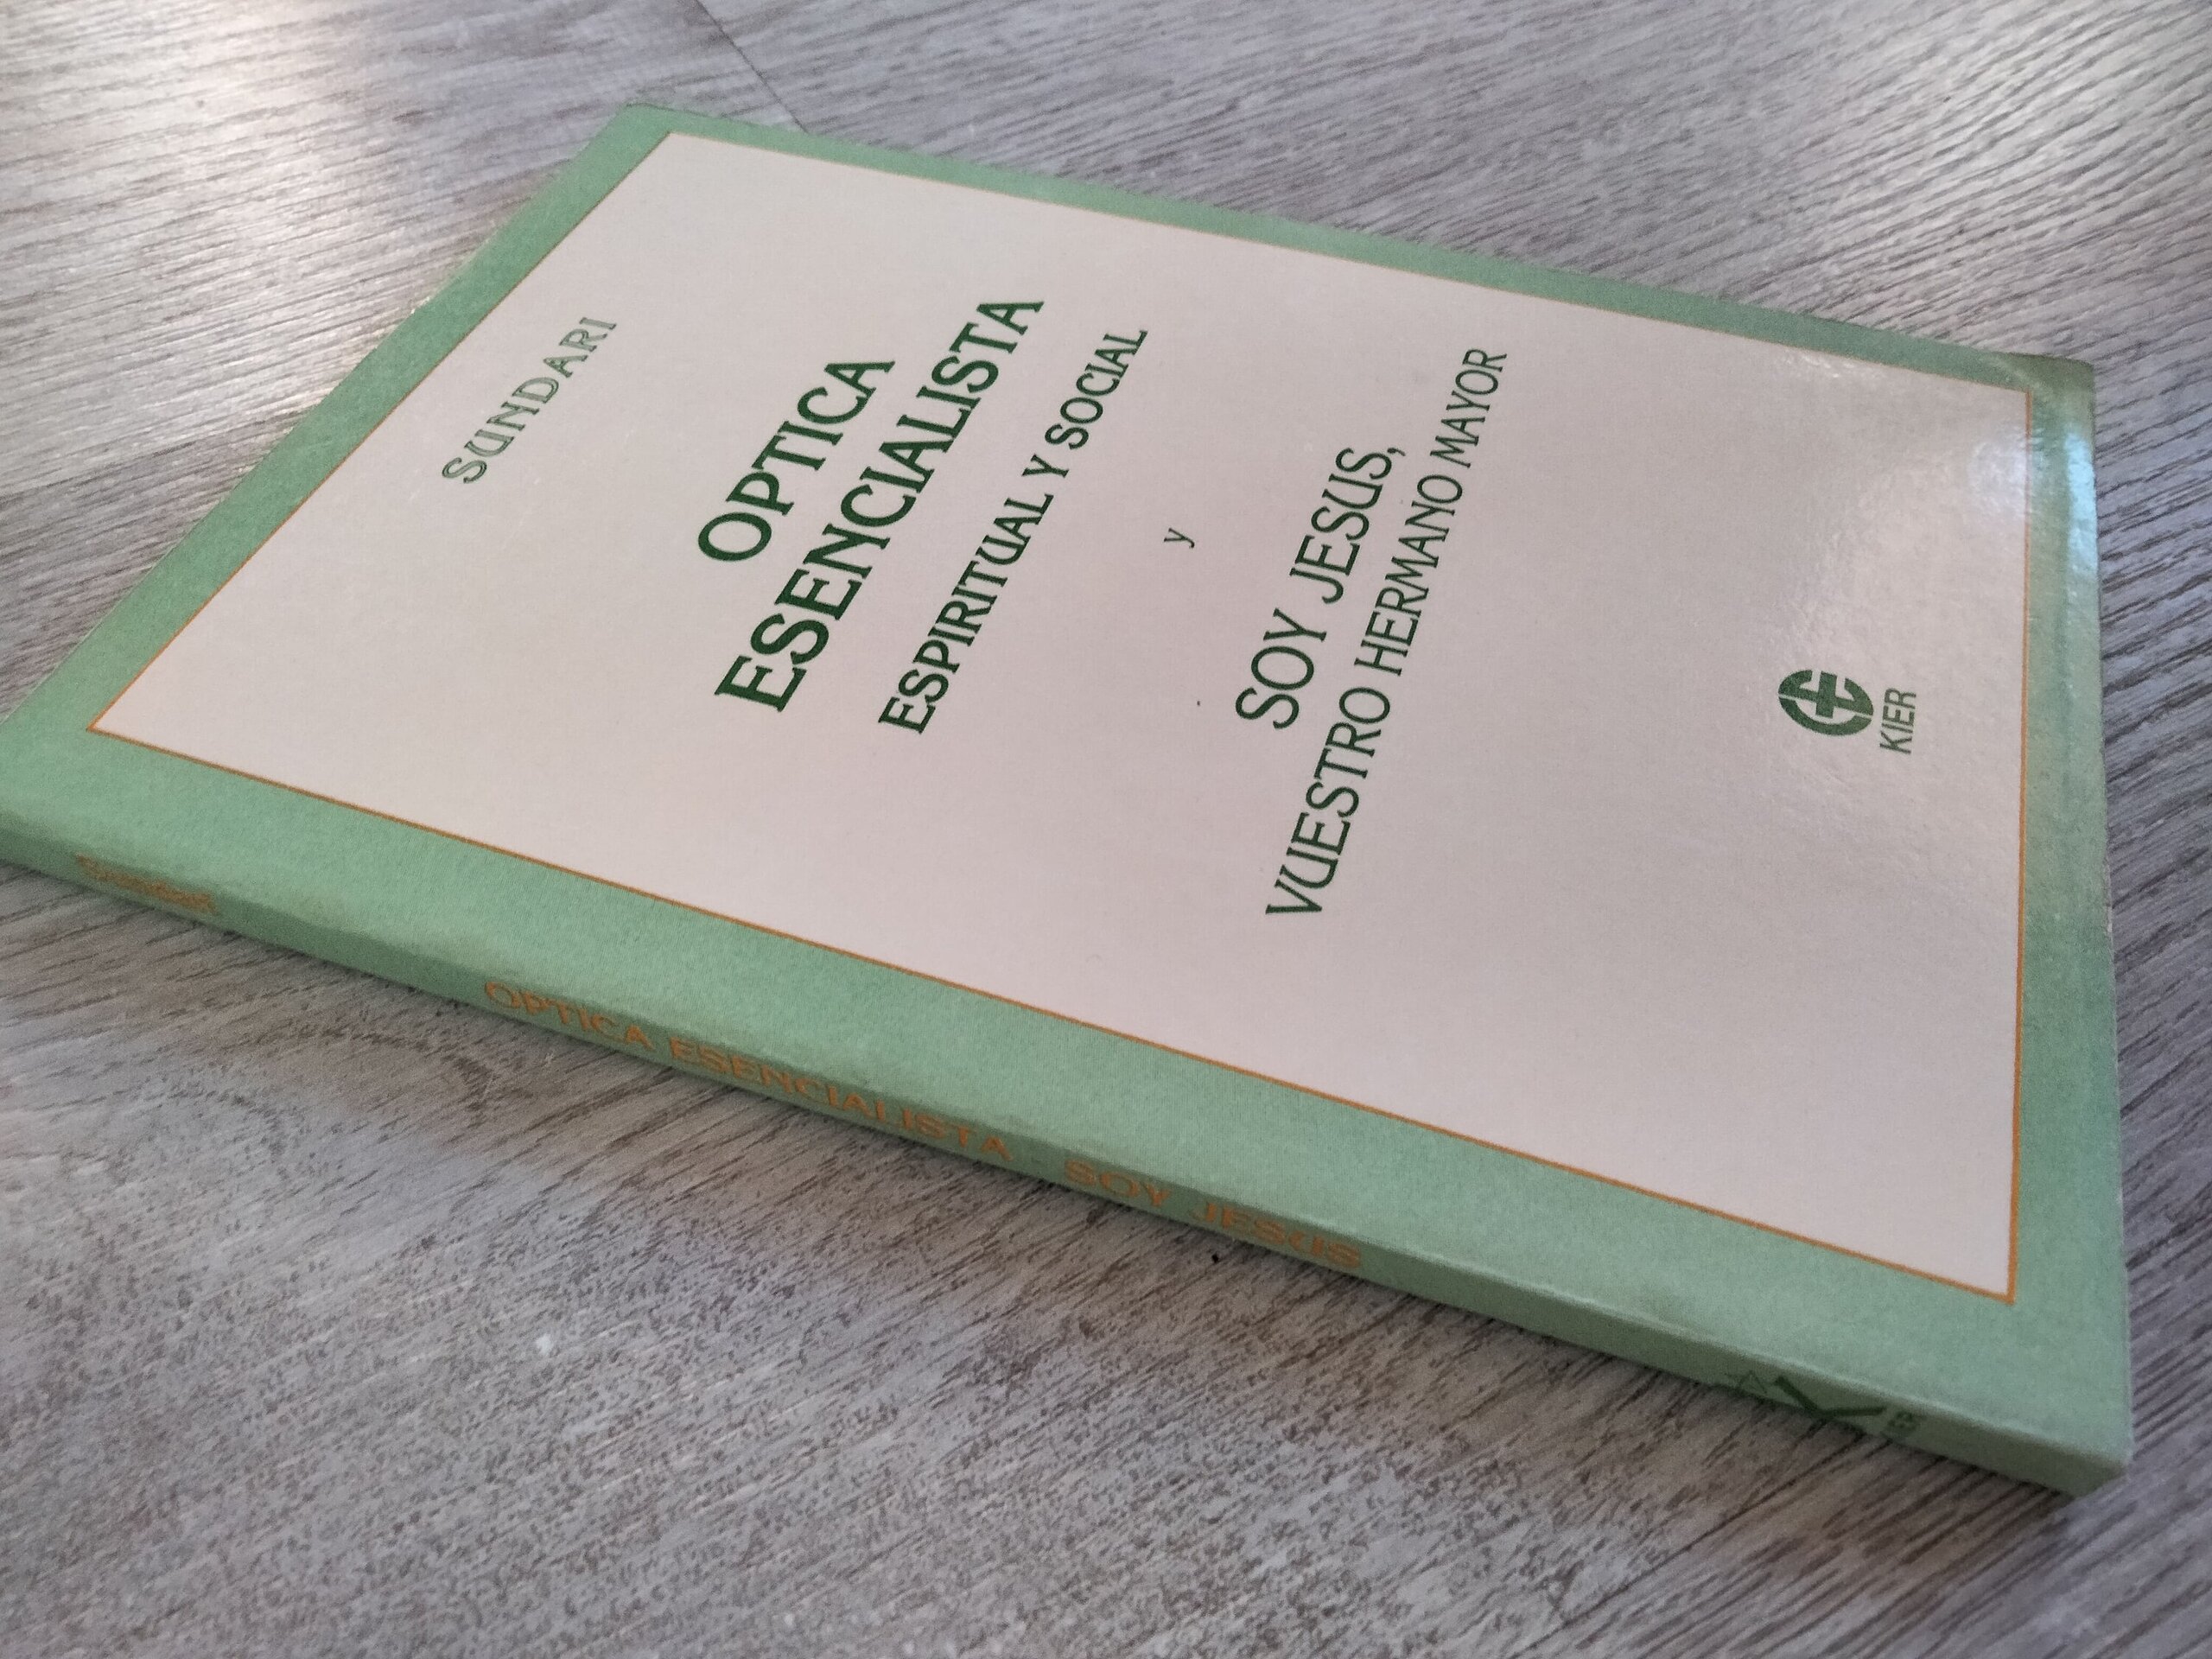 SUNDARI
OPTICA
ESENCIALISTA
ESPIRITUAL Y SOCIAL
y
SOY JESUS,
VUESTRO HERMANO MAYOR
KIER
Sundari
OPTICA ESENCIALISTA - SOY JESUS